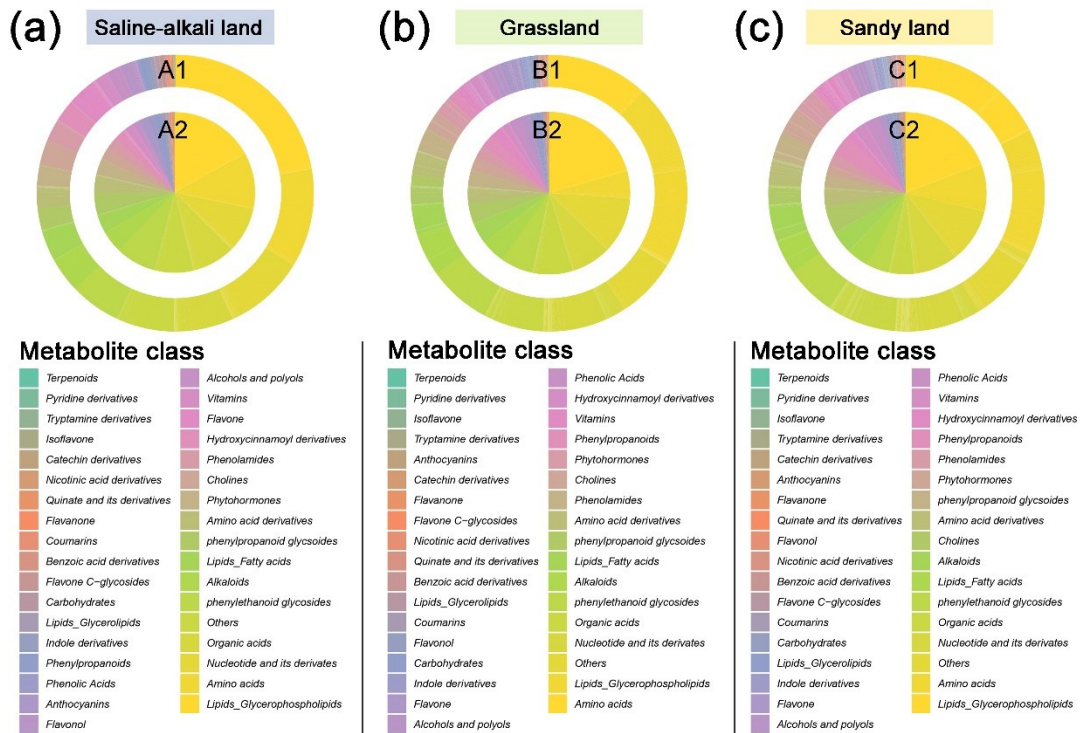 (a) Saline-alkali land
A1
A2
(b) Grassland
B1
B2
(c) Sandy land
C1
C2
Metabolite class
Terpenoids
Pyridine derivatives
Tryptamine derivatives
Isoflavone
Catechin derivatives
Nicotinic acid derivatives
Quinate and its derivatives
Flavanone
Coumarins
Benzoic acid derivatives
Flavone C-glycosides
Carbohydrates
Lipids_Glycerolipids
Indole derivatives
Phenylpropanoids
Phenolic Acids
Anthocyanins
Flavonol
Alcohols and polyols
Vitamins
Flavone
Hydroxycinnamoyl derivatives
Phenolamides
Cholines
Phytohormones
Amino acid derivatives
phenylpropanoid glycsoides
Lipids_Fatty acids
Alkaloids
phenylethanoid glycosides
Others
Organic acids
Nucleotide and its derivates
Amino acids
Lipids_Glycerophospholipids
Metabolite class
Terpenoids
Pyridine derivatives
Isoflavone
Tryptamine derivatives
Anthocyanins
Catechin derivatives
Flavanone
Flavone C-glycosides
Nicotinic acid derivatives
Quinate and its derivatives
Benzoic acid derivatives
Lipids_Glycerolipids
Coumarins
Flavonol
Carbohydrates
Indole derivatives
Flavone
Alcohols and polyols
Phenolic Acids
Hydroxycinnamoyl derivatives
Vitamins
Phenylpropanoids
Phytohormones
Cholines
Phenolamides
Amino acid derivatives
phenylpropanoid glycsoides
Lipids_Fatty acids
Alkaloids
phenylethanoid glycosides
Organic acids
Nucleotide and its derivates
Others
Lipids_Glycerophospholipids
Amino acids
Metabolite class
Terpenoids
Pyridine derivatives
Isoflavone
Tryptamine derivatives
Catechin derivatives
Anthocyanins
Flavanone
Quinate and its derivatives
Flavonol
Nicotinic acid derivatives
Benzoic acid derivatives
Flavone C-glycosides
Coumarins
Carbohydrates
Lipids_Glycerolipids
Indole derivatives
Flavone
Alcohols and polyols
Phenolic Acids
Vitamins
Hydroxycinnamoyl derivatives
Phenylpropanoids
Phenolamides
Phytohormones
phenylpropanoid glycsoides
Amino acid derivatives
Cholines
Alkaloids
Lipids_Fatty acids
phenylethanoid glycosides
Organic acids
Nucleotide and its derivates
Others
Amino acids
Lipids_Glycerophospholipids